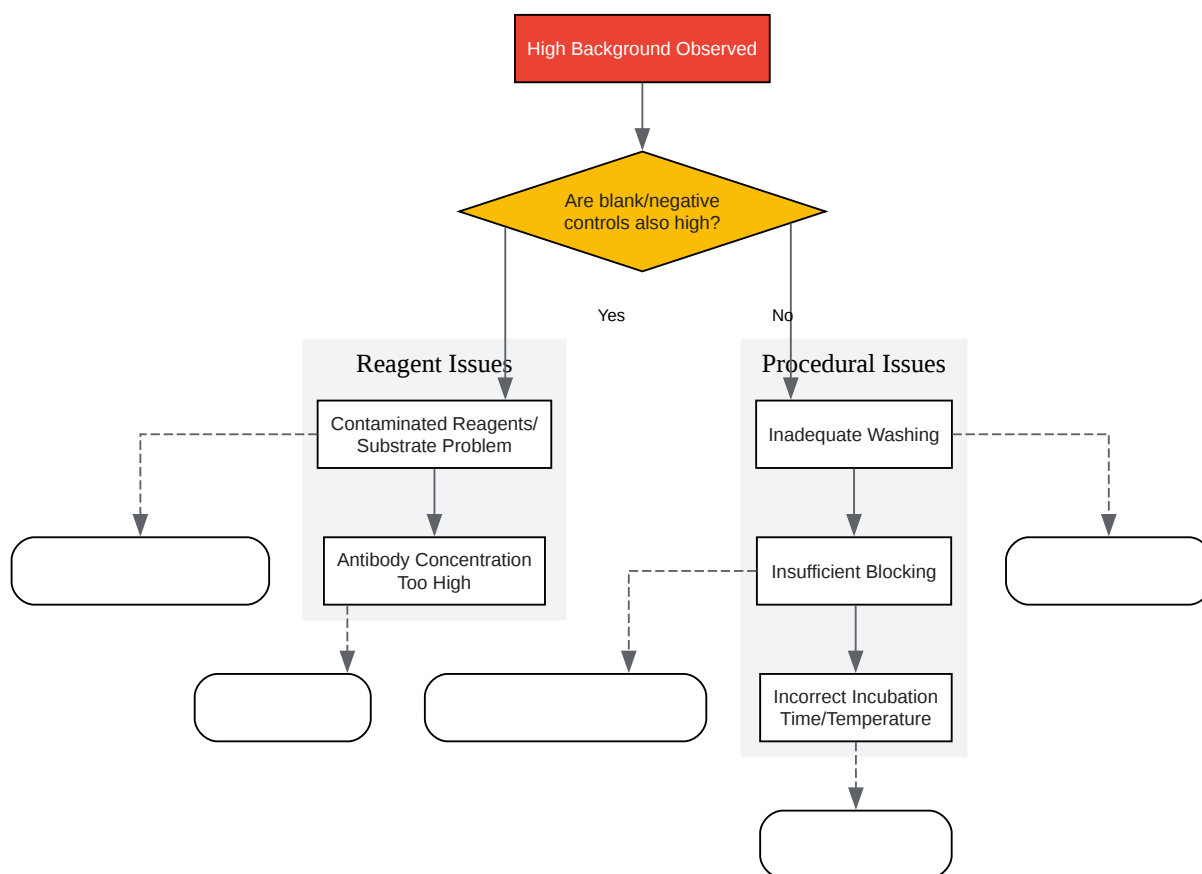 High Background Observed
Are blank/negative
controls also high?
Yes
No
Reagent Issues
Procedural Issues
Contaminated Reagents/
Substrate Problem
Inadequate Washing
Antibody Concentration
Too High
Insufficient Blocking
Incorrect Incubation
Time/Temperature